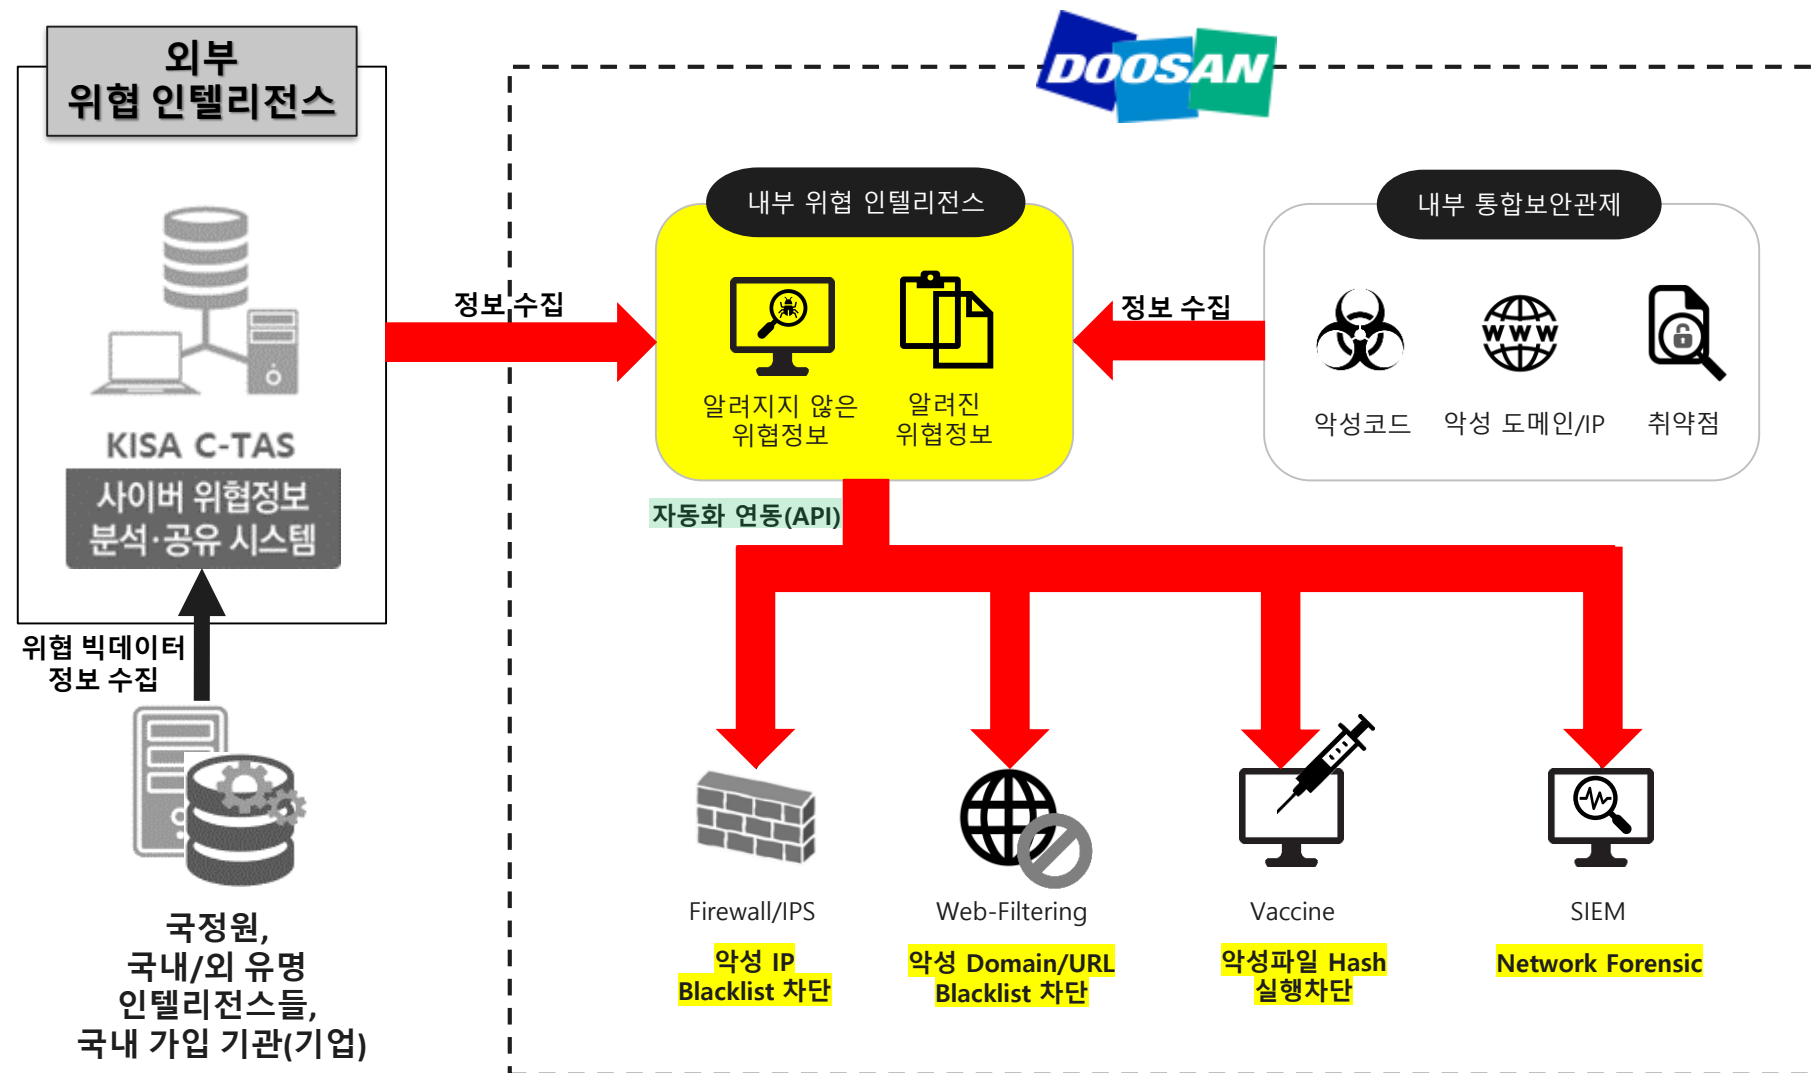 외부
위협 인텔리전스
KISA C-TAS
사이버 위협정보
분석·공유 시스템
위협 빅데이터
정보 수집
국정원,
국내/외 유명
인텔리전스들,
국내 가입 기관(기업)
DOOSAN
정보 수집
내부 위협 인텔리전스
알려지지 않은
위협정보
알려진
위협정보
정보 수집
내부 통합보안관제
WWW
악성코드
악성 도메인/IP
취약점
자동화 연동(API)
Firewall/IPS
악성 IP
Blacklist 차단
Web-Filtering
악성 Domain/URL
Blacklist 차단
Vaccine
악성파일 Hash
실행차단
SIEM
Network Forensic